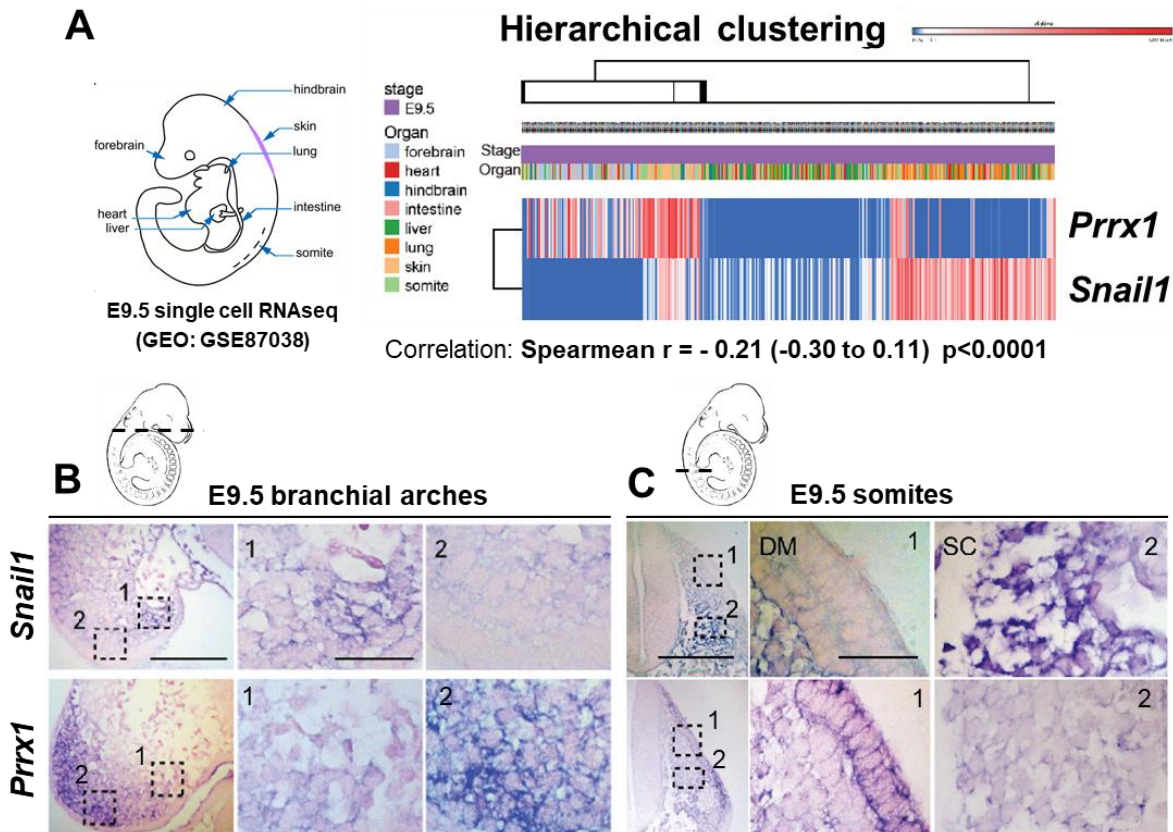 A
Hierarchical clustering
hindbrain
skin
lung
forebrain
heart
liver
intestine
somite
E9.5 single cell RNAseq
(GEO: GSE87038)
stage
E9.5
Organ
forebrain
heart
hindbrain
intestine
liver
lung
skin
somite
Stage
Organ
Prrx1
Snail1
Correlation: Spearmean r = - 0.21 (-0.30 to 0.11) p<0.0001
B
E9.5 branchial arches
C
E9.5 somites
Snail1
1
2
1
2
1
2
DM
1
SC
2
Prrx1
1
2
1
2
1
2
1
2